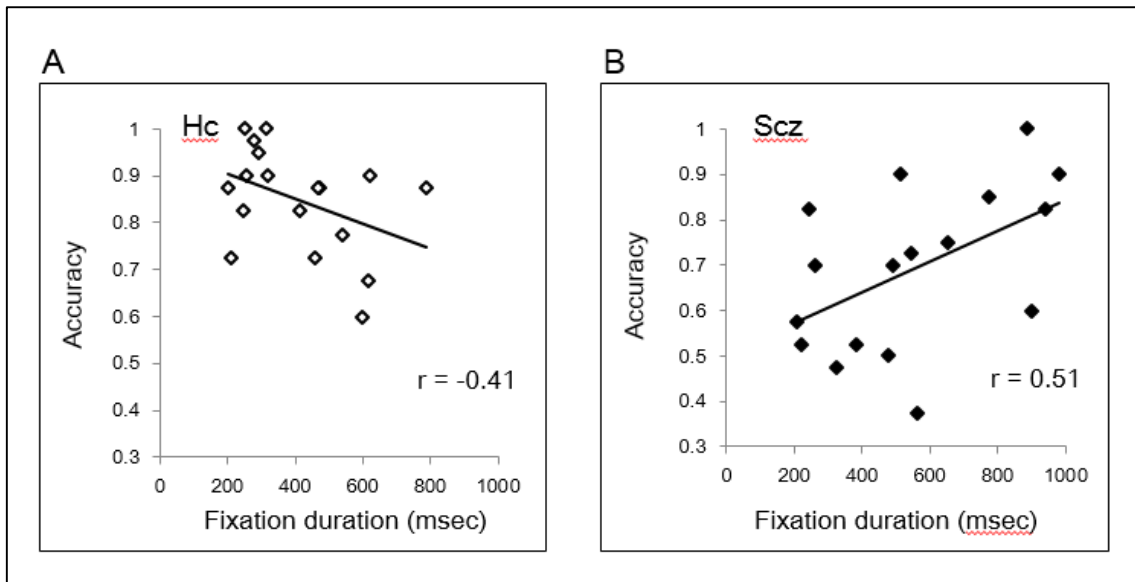 A
Hc
1
0.9
0.8
0.7
0.6
0.5
0.4
0.3
Accuracy
r = -0.41
0 200 400 600 800 1000
Fixation duration (msec)
B
Scz
1
0.9
0.8
0.7
0.6
0.5
0.4
0.3
Accuracy
r = 0.51
0 200 400 600 800 1000
Fixation duration (msec)